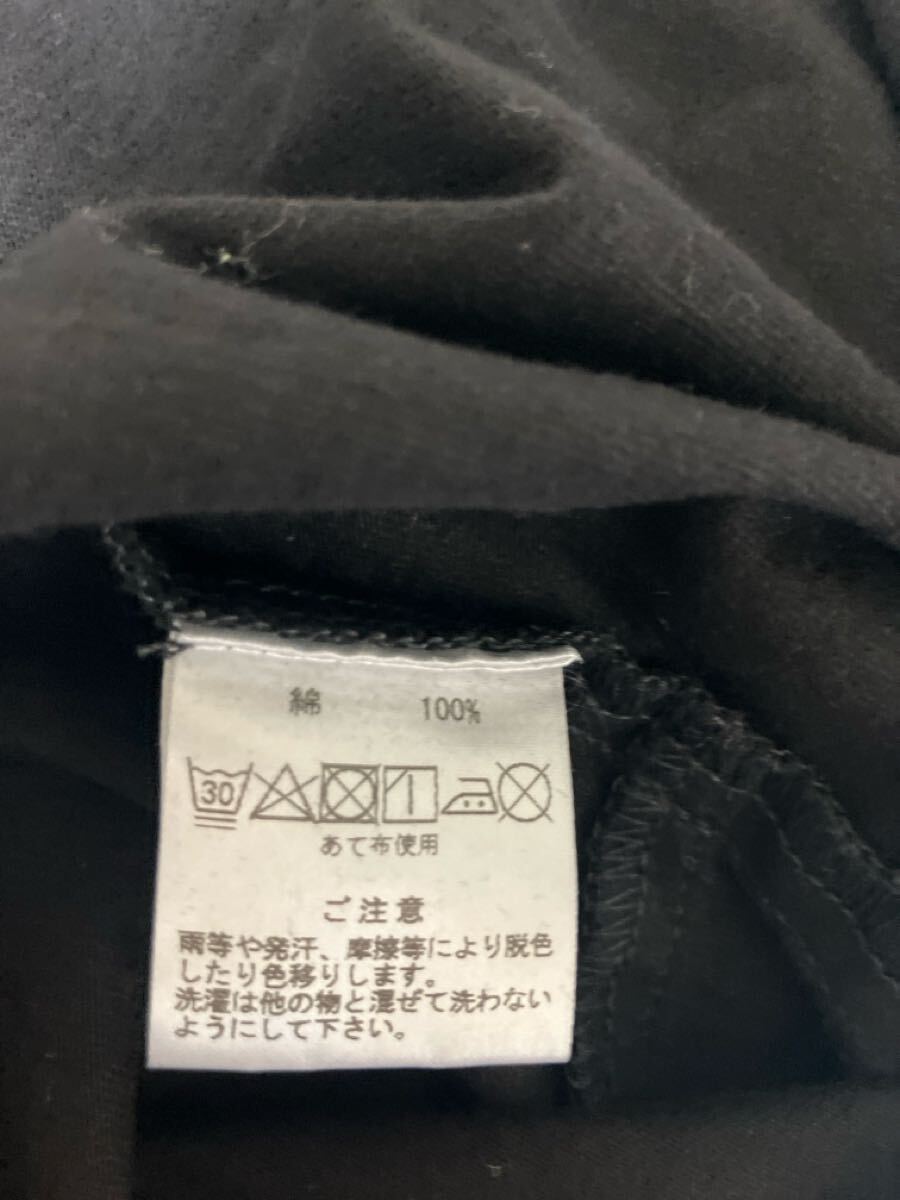 綿 100%
30
あて布使用
ご注意
雨等や発汗、摩擦等により脱色
したり色移りします。
洗濯は他の物と混ぜて洗わない
ようにして下さい。